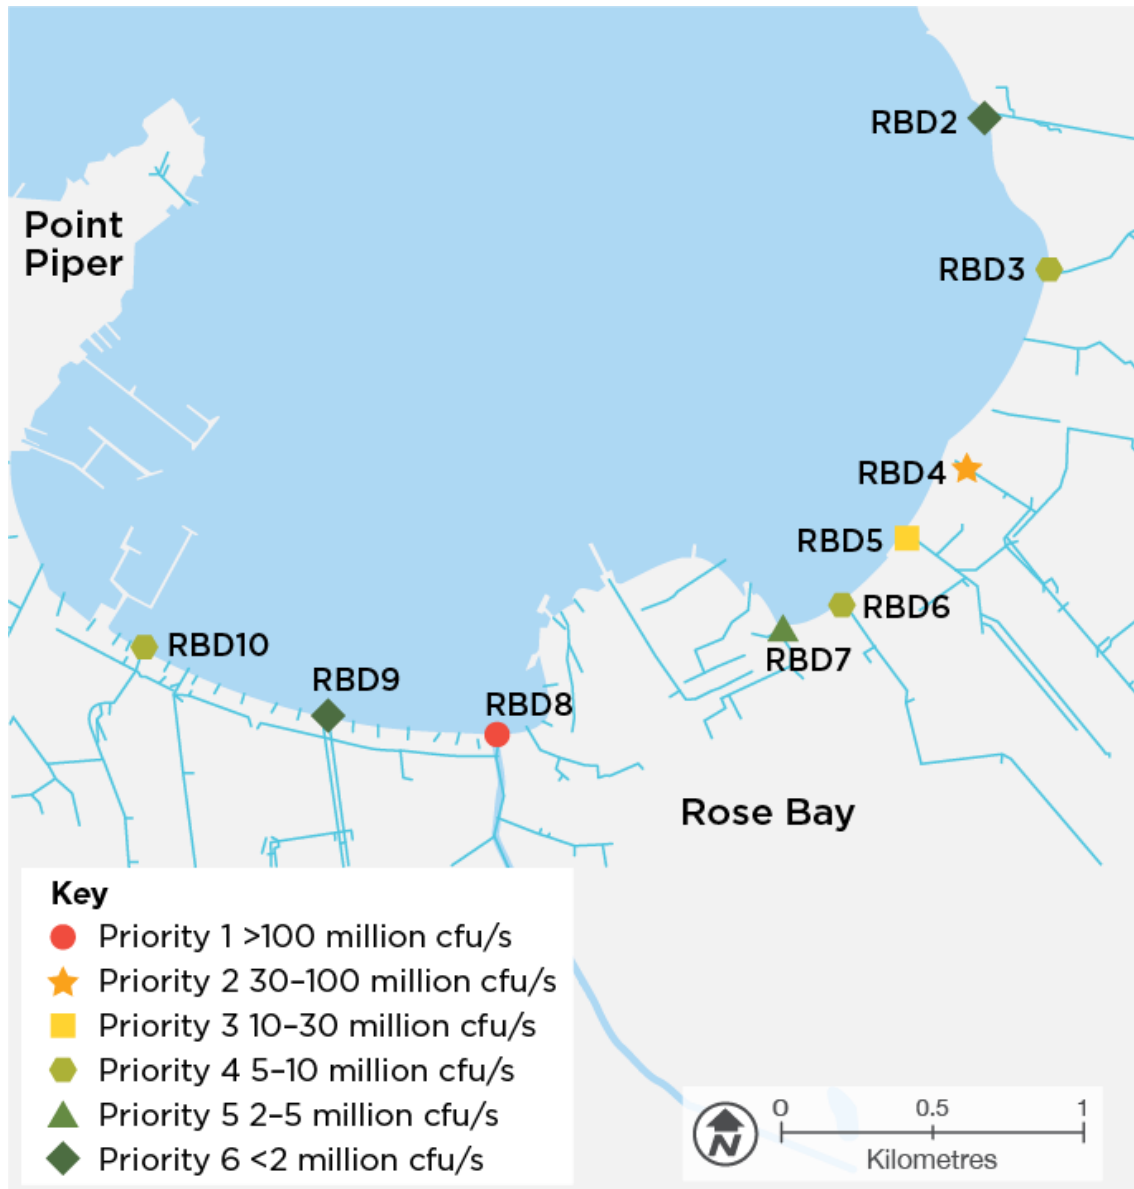 RBD2
Point
Piper
RBD3
RBD4
RBD5
RBD6
RBD10
RBD7
RBD9
RBD8
Rose Bay
Key
Priority 1 >100 million cfu/s
Priority 2 30–100 million cfu/s
Priority 3 10–30 million cfu/s
Priority 4 5–10 million cfu/s
Priority 5 2–5 million cfu/s
Priority 6 <2 million cfu/s
N
0 0.5 1
Kilometres